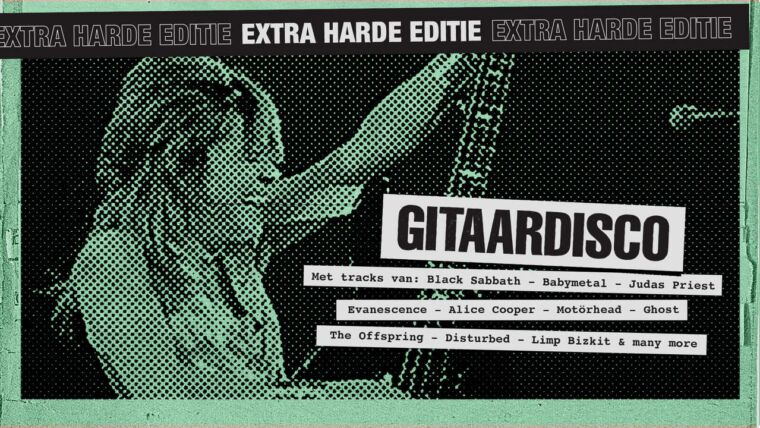 EXTRA HARDE EDITIE EXTRA HARDE EDITIE EXTRA HARDE EDITIE
GITAARDISCO
Met tracks van: Black Sabbath – Babymetal – Judas Priest
Evanescence – Alice Cooper – Motörhead – Ghost
The Offspring – Disturbed – Limp Bizkit & many more